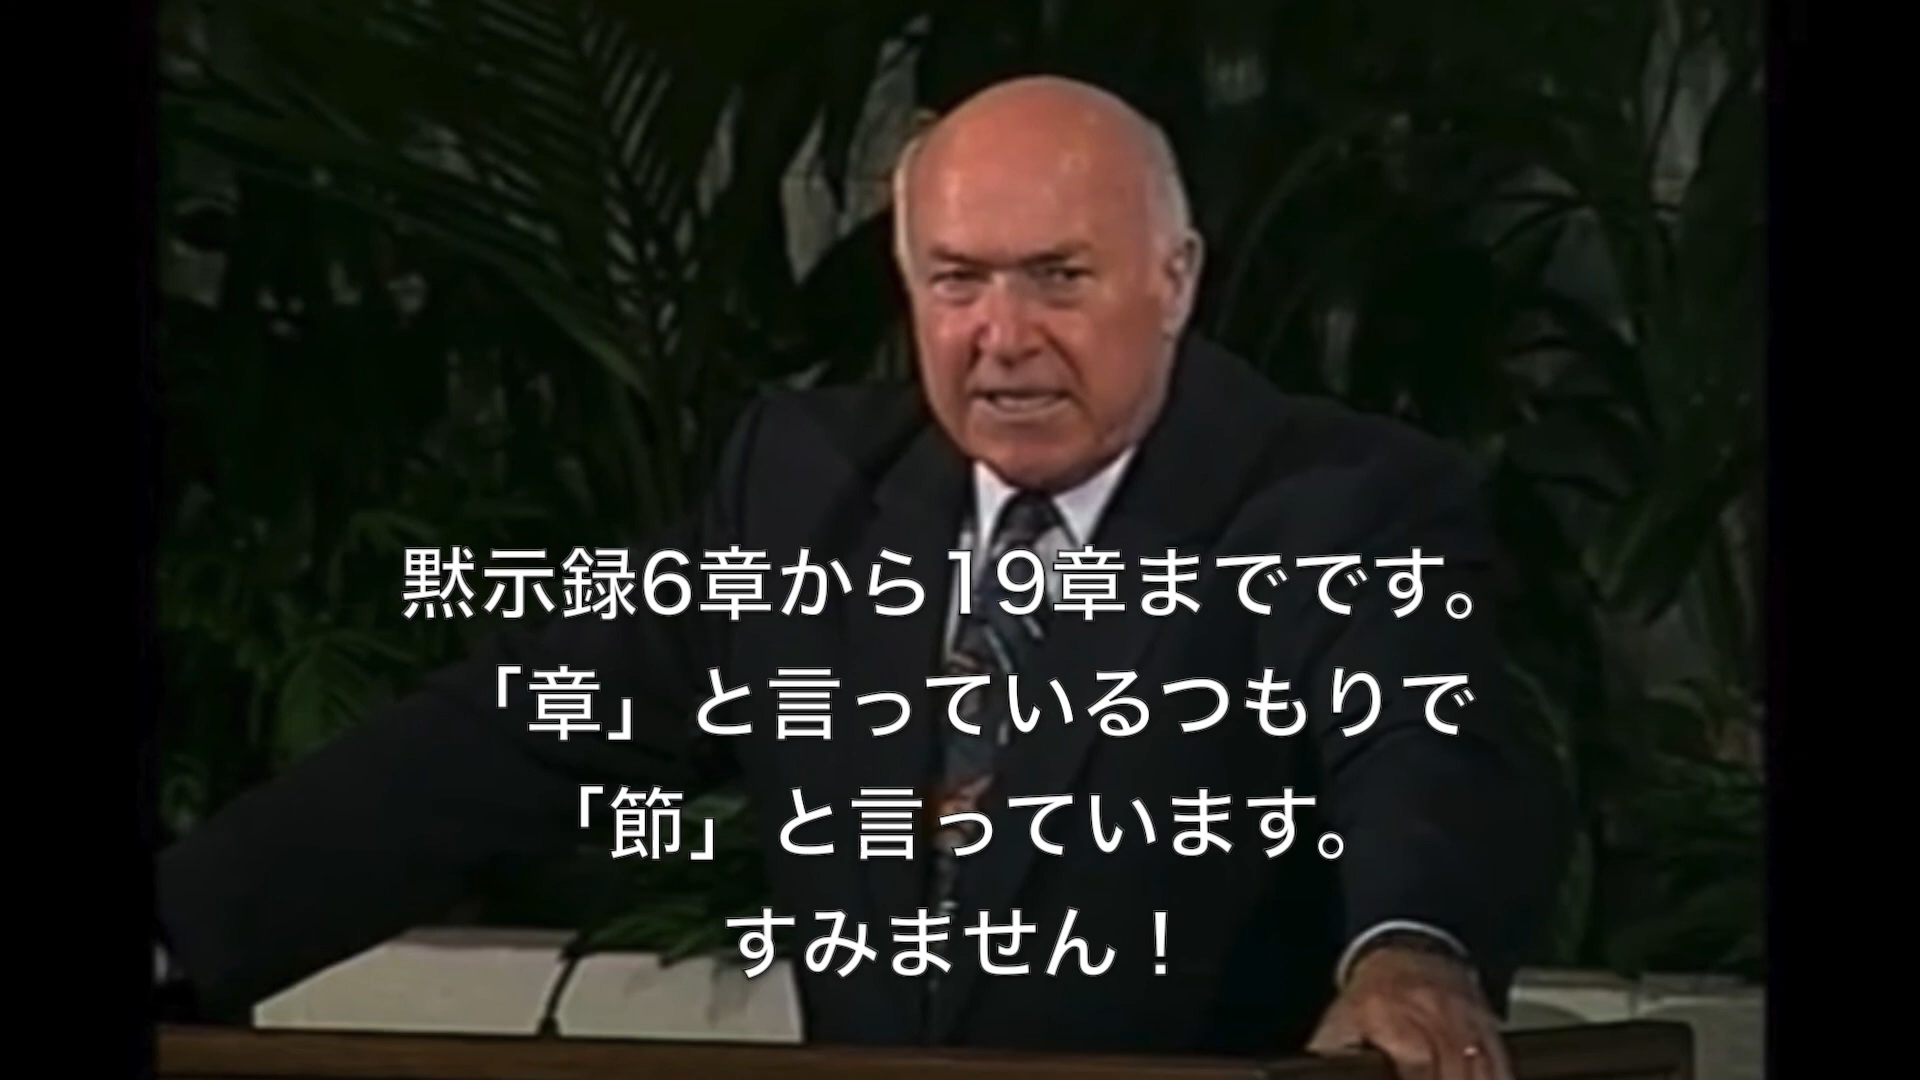 黙示録6章から19章までです。
「章」と言っているつもりで
「節」と言っています。
すみません！